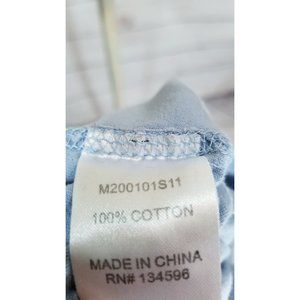 M200101S11
100% COTTON
MADE IN CHINA
RN# 134596